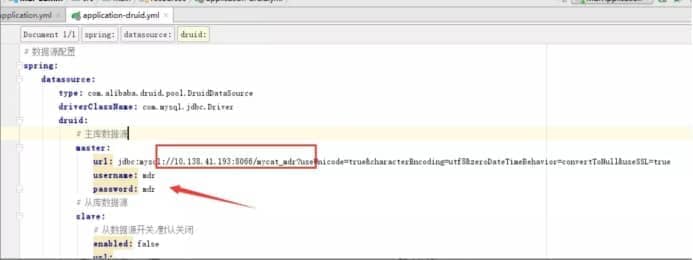 application.yml application-druid.yml
Document 1/1 spring: datasource: druid:
# 数据源配置
spring:
datasource:
type: com.alibaba.druid.pool.DruidDataSource
driverClassName: com.mysql.jdbc.Driver
druid:
# 主库数据源
master:
url: jdbc:mysql://10.138.41.193:8066/mycat_mdr?useUnicode=true&characterEncoding=utf8&zeroDateTimeBehavior=convertToNull&useSSL=true
username: mdr
password: mdr
# 从库数据源
slave:
# 从数据源开关/默认关闭
enabled: false